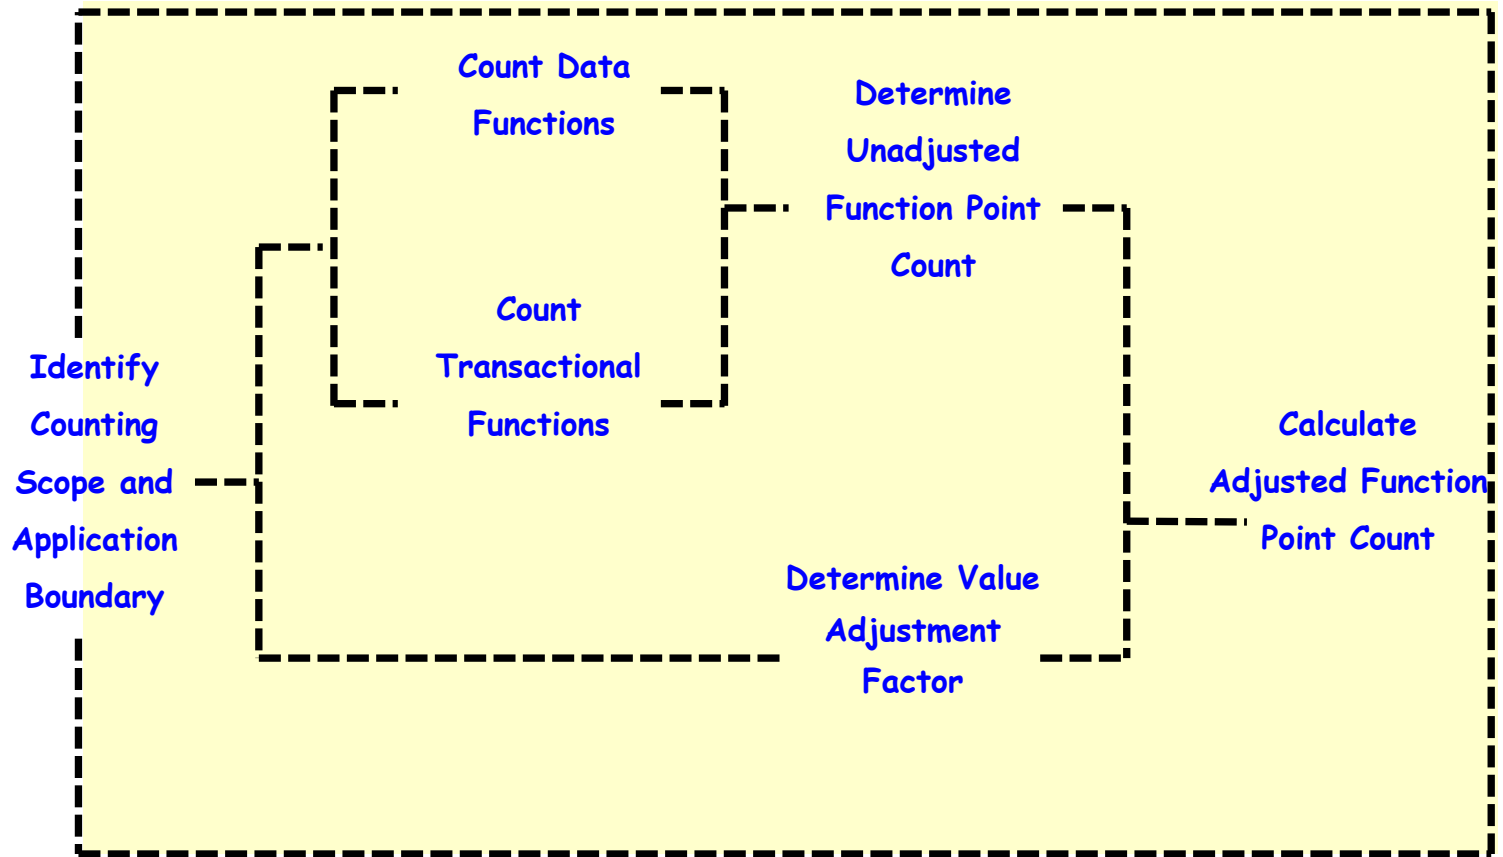 Count Data
Functions
Determine
Unadjusted
Function Point
Count
Count
Transactional
Functions
Identify
Counting
Scope and
Application
Boundary
Calculate
Adjusted Function
Point Count
Determine Value
Adjustment
Factor